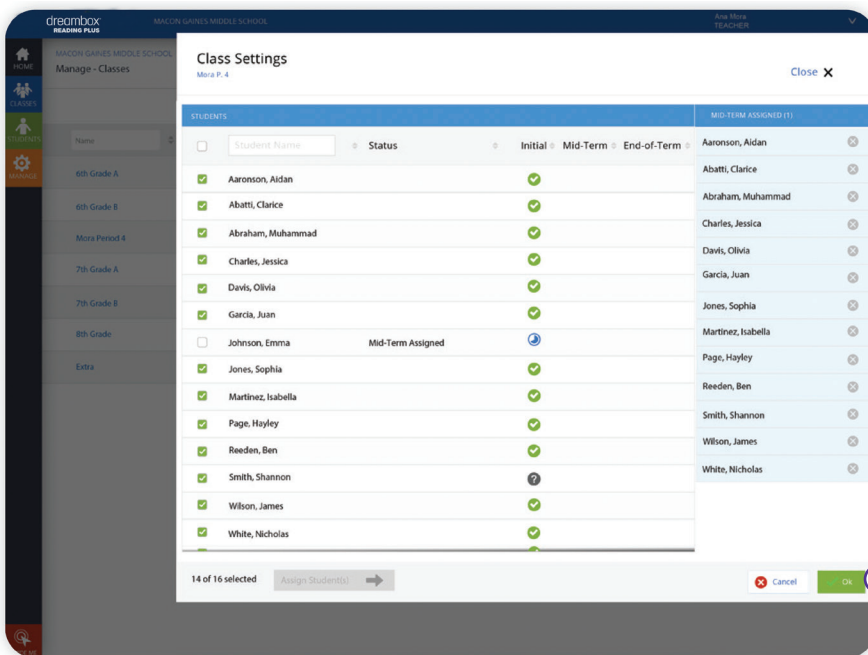 dreambox
READING PLUS
MACON GAINES MIDDLE SCHOOL
Ana Mora
TEACHER
HOME
CLASSES
STUDENTS
MANAGE
MACON GAINES MIDDLE SCHOOL
Manage - Classes
Name
6th Grade A
6th Grade B
Mora Period 4
7th Grade A
7th Grade B
8th Grade
Extra
Class Settings
Mora P. 4
Close
STUDENTS
Student Name Status Initial Mid-Term End-of-Term
Aaronson, Aidan
Abatti, Clarice
Abraham, Muhammad
Charles, Jessica
Davis, Olivia
Garcia, Juan
Johnson, Emma Mid-Term Assigned
Jones, Sophia
Martinez, Isabella
Page, Hayley
Reeden, Ben
Smith, Shannon ?
Wilson, James
White, Nicholas
14 of 16 selected Assign Student(s)
MID-TERM ASSIGNED (1)
Aaronson, Aidan
Abatti, Clarice
Abraham, Muhammad
Charles, Jessica
Davis, Olivia
Garcia, Juan
Jones, Sophia
Martinez, Isabella
Page, Hayley
Reeden, Ben
Smith, Shannon
Wilson, James
White, Nicholas
Cancel Ok